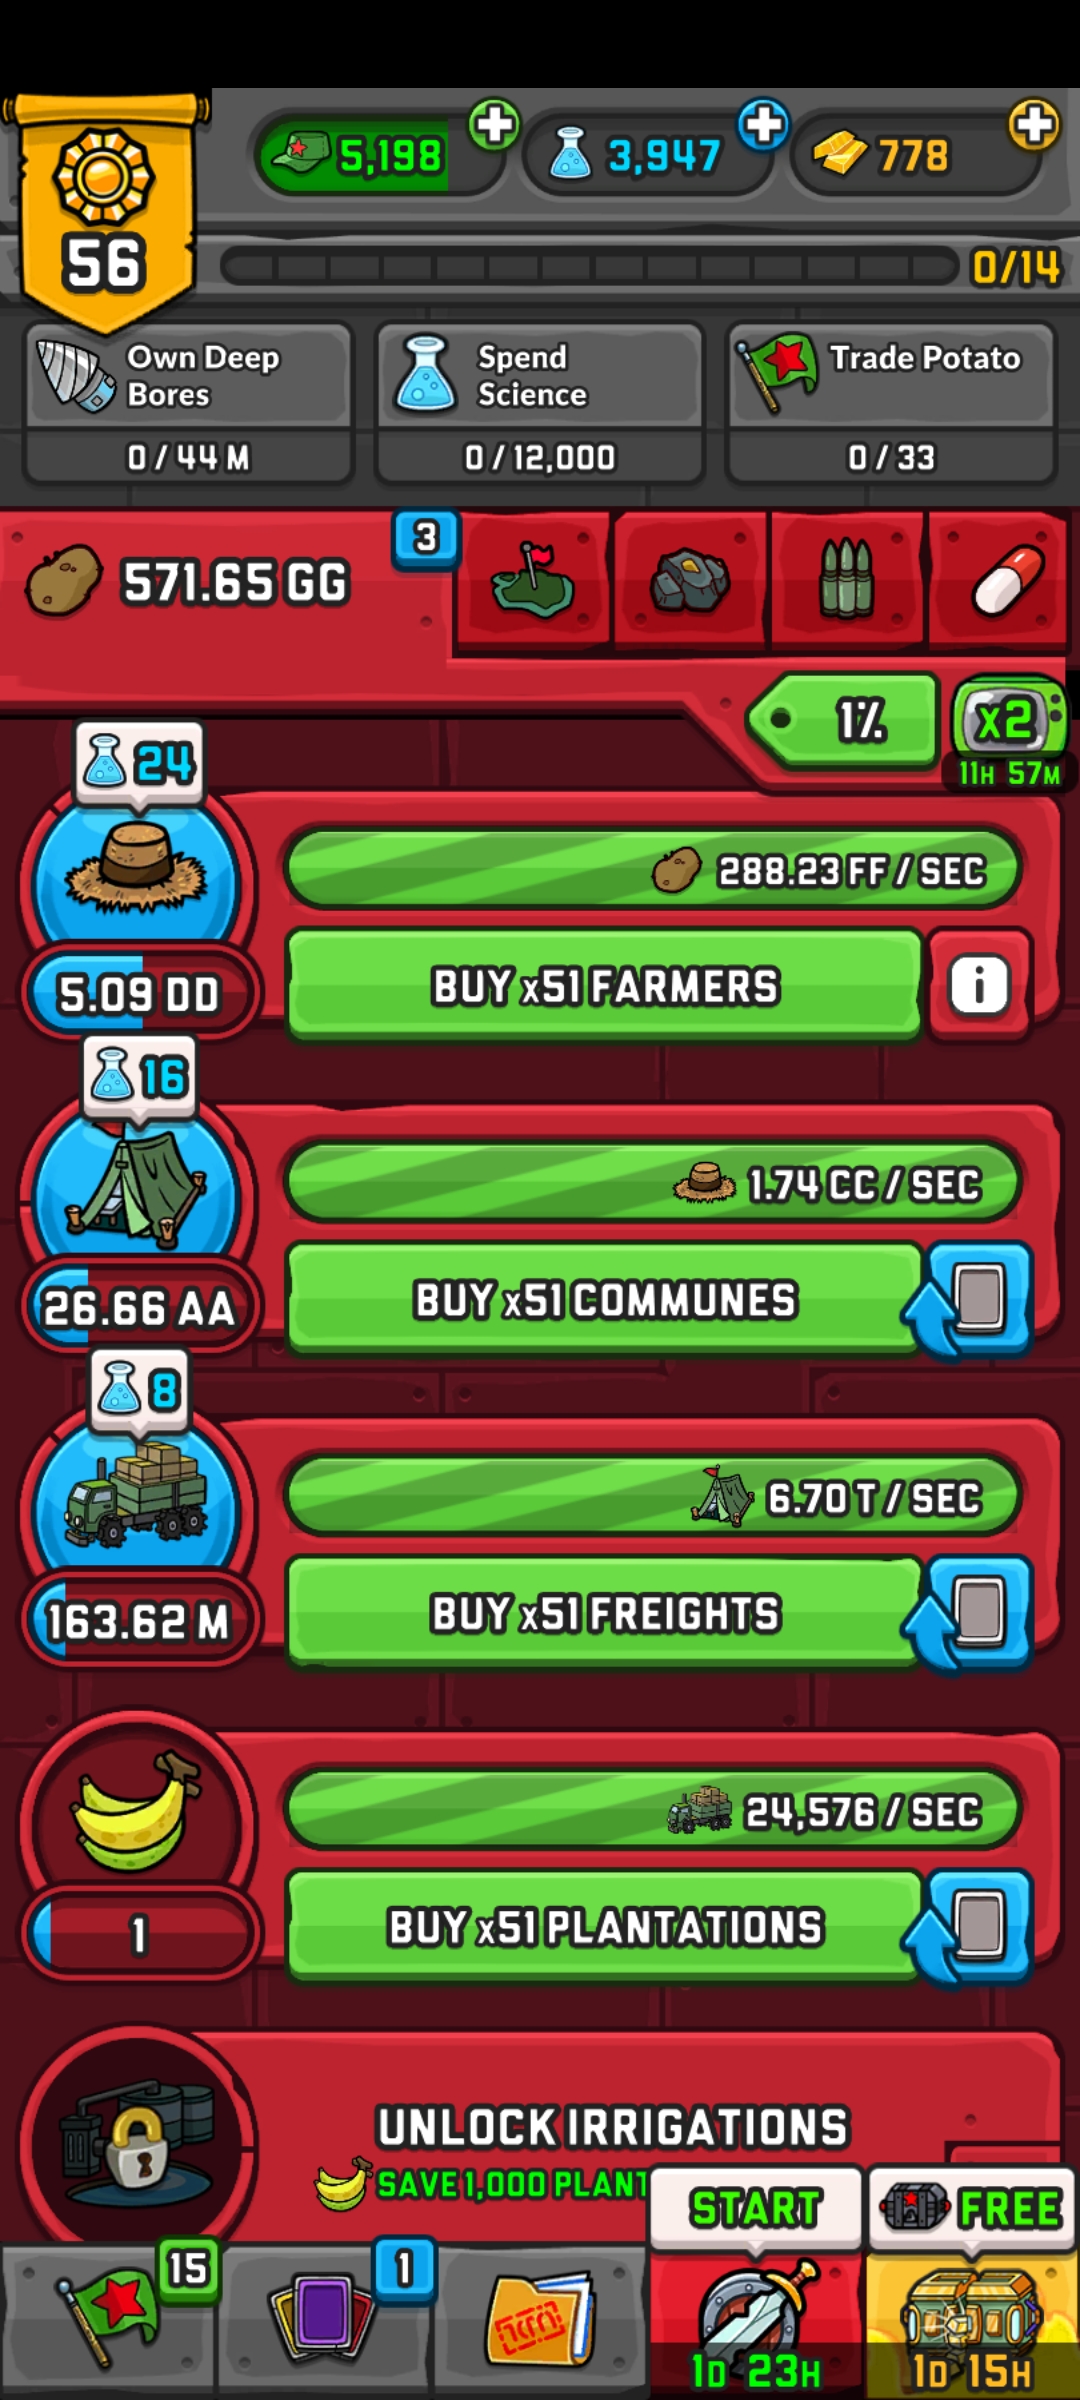 56
5,198
3,947
778
0/14
Own Deep
Bores
0 / 44 M
Spend
Science
0 / 12,000
Trade Potato
0 / 33
571.65 GG
3
1%
x2
11H 57M
24
288.23 FF / SEC
5.09 DD
BUY x51 FARMERS
i
16
1.74 CC / SEC
26.66 AA
BUY x51 COMMUNES
8
6.70 T / SEC
163.62 M
BUY x51 FREIGHTS
24,576 / SEC
1
BUY x51 PLANTATIONS
UNLOCK IRRIGATIONS
SAVE 1,000 PLANT
START
FREE
15
1
1D 23H
1D 15H